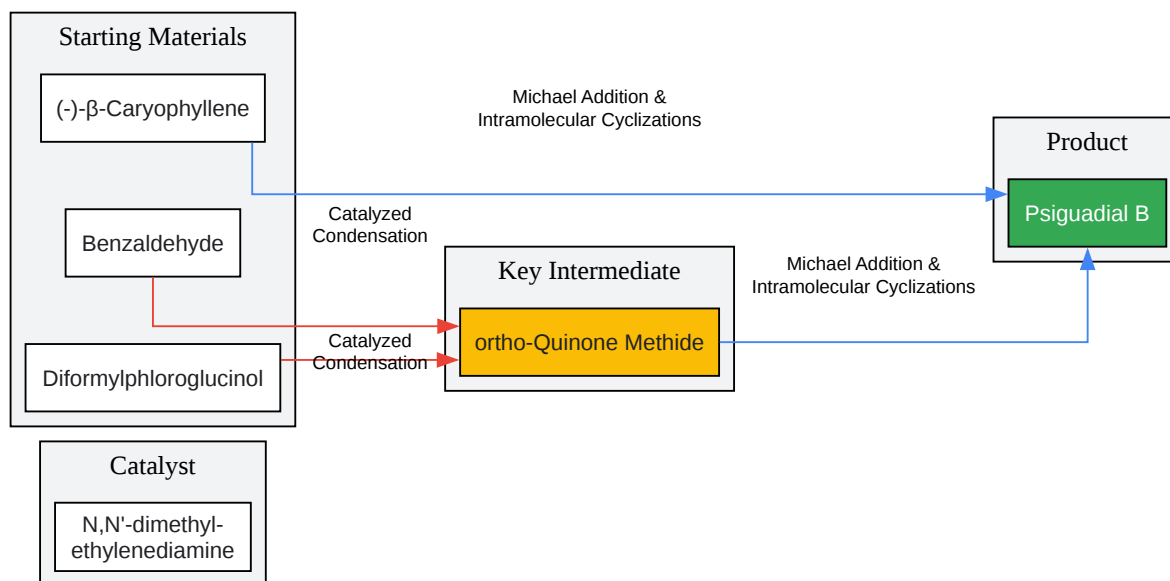 Starting Materials
(-)-β-Caryophyllene
Benzaldehyde
Diformylphloroglucinol
Catalyst
N,N'-dimethyl-
ethylenediamine
Michael Addition &
Intramolecular Cyclizations
Catalyzed
Condensation
Catalyzed
Condensation
Key Intermediate
ortho-Quinone Methide
Michael Addition &
Intramolecular Cyclizations
Product
Psiguadial B